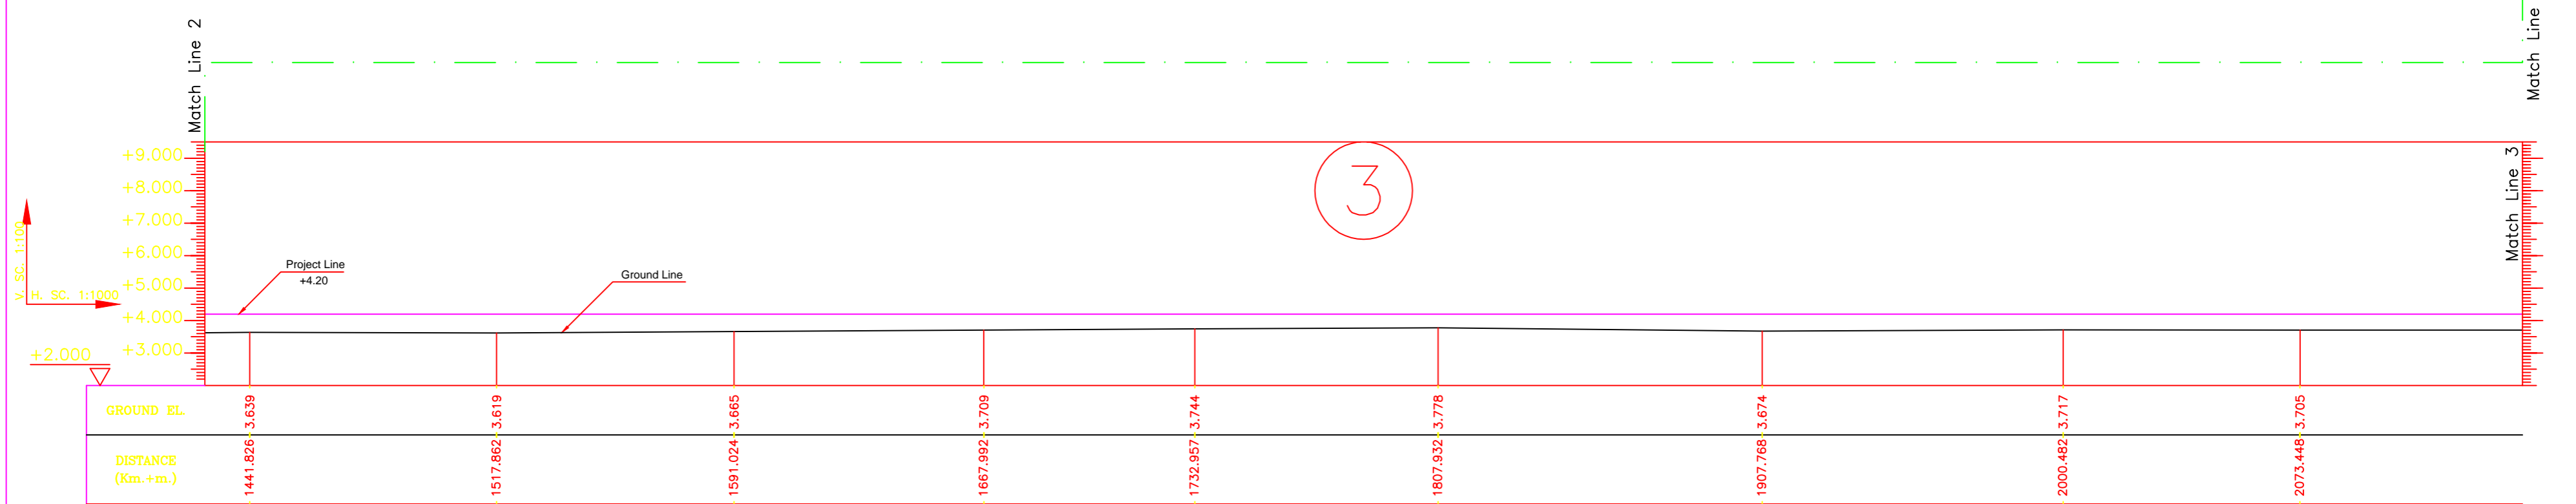 Match Line 2
Match Line
+9.000
+8.000
+7.000
+6.000
+5.000
+4.000
+3.000
+2.000
V. SC. 1:100
H. SC. 1:1000
Project Line
+4.20
Ground Line
3
Match Line 3
GROUND EL.
3.639
3.619
3.665
3.709
3.744
3.778
3.674
3.717
3.705
DISTANCE
(Km.+m.)
1441.826
1517.862
1591.024
1667.992
1732.957
1807.932
1907.768
2000.482
2073.448